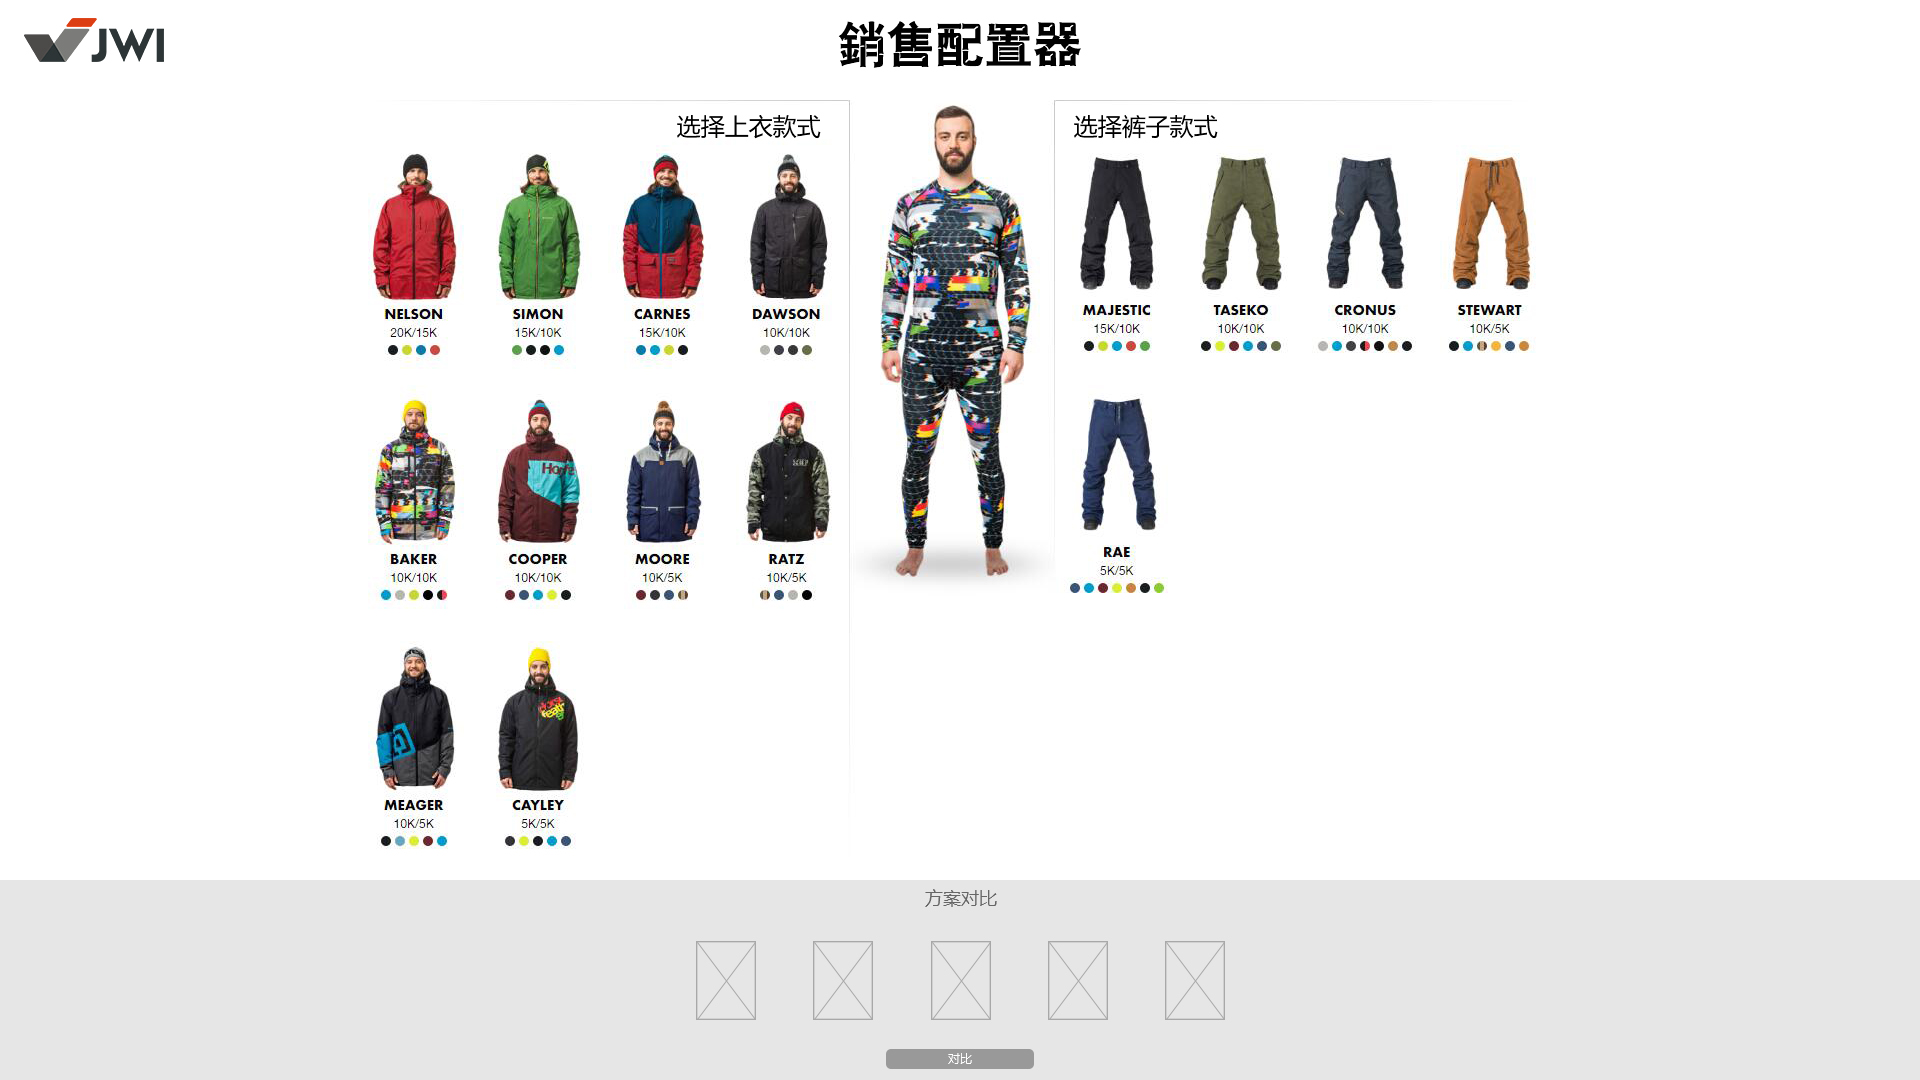 JWI
銷售配置器
选择上衣款式
NELSON
20K/15K
SIMON
15K/10K
CARNES
15K/10K
DAWSON
10K/10K
BAKER
10K/10K
COOPER
10K/10K
MOORE
10K/5K
RATZ
10K/5K
MEAGER
10K/5K
CAYLEY
5K/5K
选择裤子款式
MAJESTIC
15K/10K
TASEKO
10K/10K
CRONUS
10K/10K
STEWART
10K/5K
RAE
5K/5K
方案对比
对比